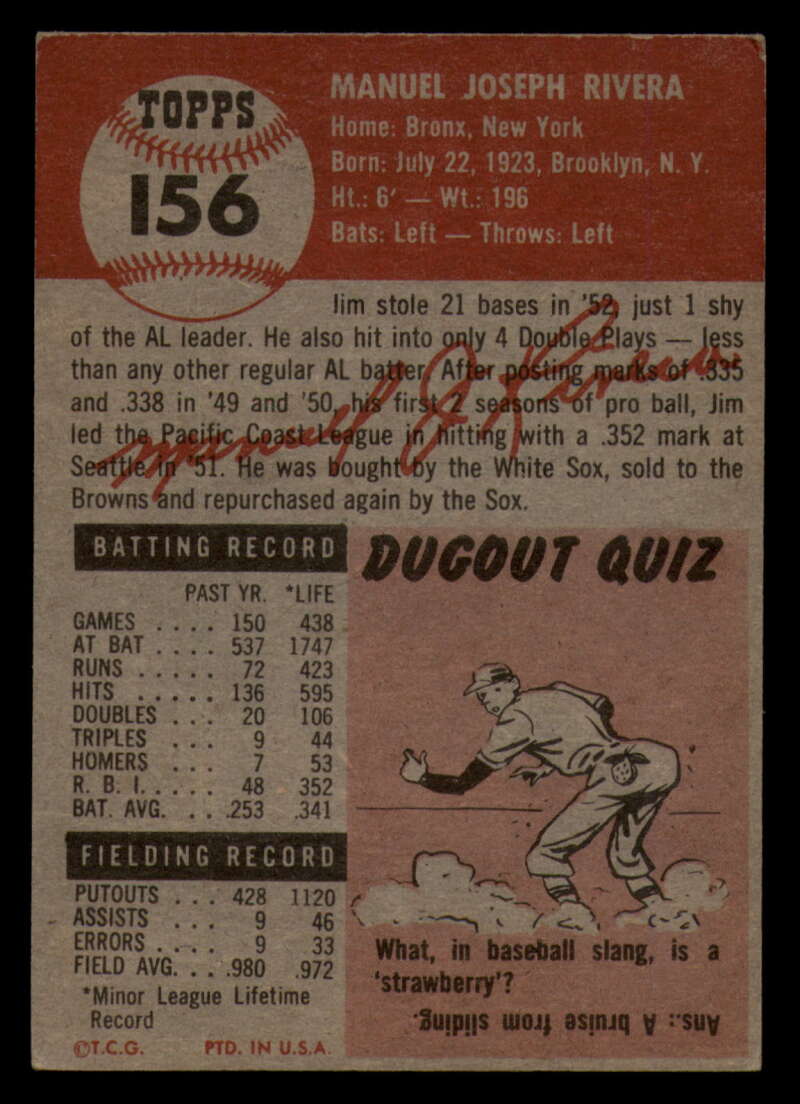 TOPPS
156
MANUEL JOSEPH RIVERA
Home: Bronx, New York
Born: July 22, 1923, Brooklyn, N. Y.
Ht.: 6' — Wt.: 196
Bats: Left — Throws: Left
Jim stole 21 bases in '52, just 1 shy
of the AL leader. He also hit into only 4 Double Plays — less
than any other regular AL batter. After posting marks of .335
and .338 in '49 and '50, his first 2 seasons of pro ball, Jim
led the Pacific Coast League in hitting with a .352 mark at
Seattle in '51. He was bought by the White Sox, sold to the
Browns and repurchased again by the Sox.
Manuel J Rivera
BATTING RECORD
PAST YR. *LIFE
GAMES .... 150 438
AT BAT .... 537 1747
RUNS ..... 72 423
HITS ..... 136 595
DOUBLES ... 20 106
TRIPLES ... 9 44
HOMERS ... 7 53
R. B. I. .... 48 352
BAT. AVG. . . .253 .341
FIELDING RECORD
PUTOUTS ... 428 1120
ASSISTS ... 9 46
ERRORS .... 9 33
FIELD AVG. . . .980 .972
*Minor League Lifetime
Record
©T.C.G. PTD. IN U.S.A.
DUGOUT QUIZ
What, in baseball slang, is a
'strawberry'?
Ans.: A bruise from sliding.